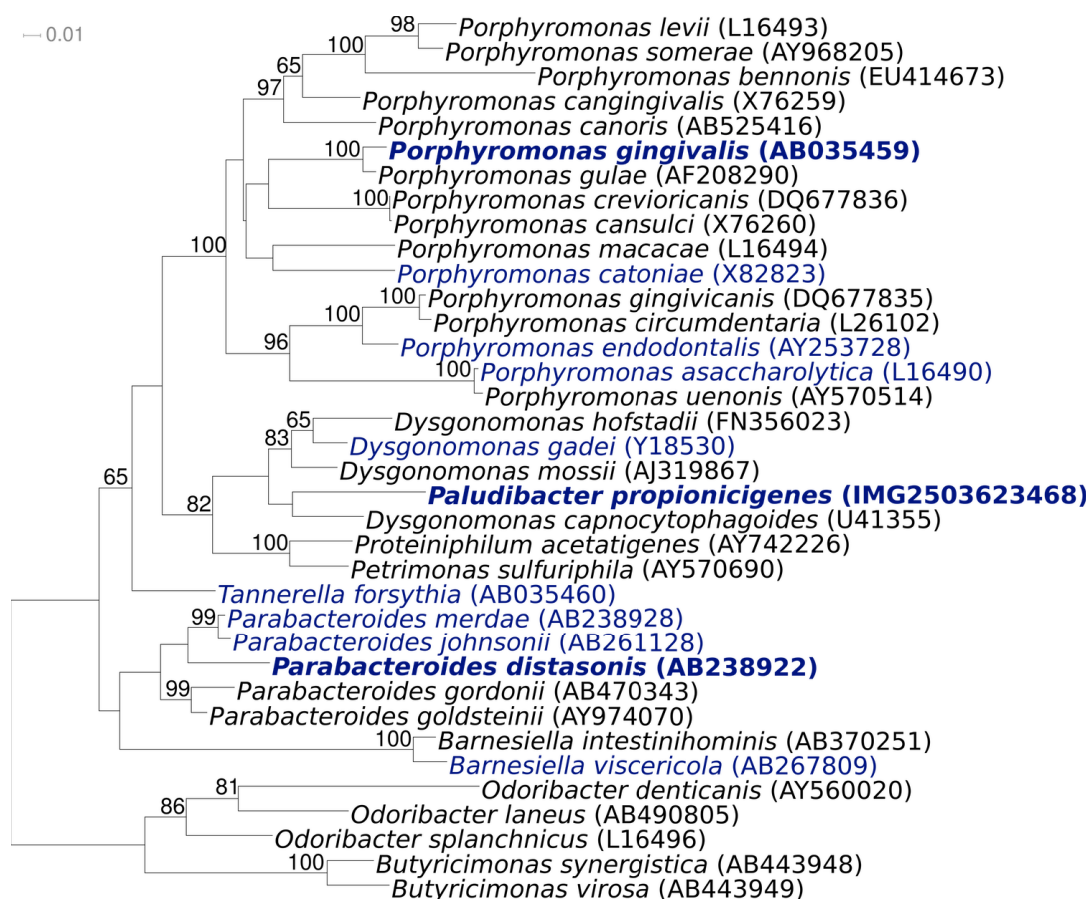 0.01
98
Porphyromonas levii (L16493)
100
Porphyromonas somerae (AY968205)
65
Porphyromonas bennonis (EU414673)
97
Porphyromonas cangingivalis (X76259)
Porphyromonas canoris (AB525416)
100
Porphyromonas gingivalis (AB035459)
Porphyromonas gulae (AF208290)
100
Porphyromonas crevioricanis (DQ677836)
Porphyromonas cansulci (X76260)
100
Porphyromonas macacae (L16494)
Porphyromonas catoniae (X82823)
100
Porphyromonas gingivicanis (DQ677835)
100
Porphyromonas circumdentaria (L26102)
96
Porphyromonas endodontalis (AY253728)
100
Porphyromonas asaccharolytica (L16490)
Porphyromonas uenonis (AY570514)
65
Dysgonomonas hofstadii (FN356023)
83
Dysgonomonas gadei (Y18530)
65
Dysgonomonas mossii (AJ319867)
82
Paludibacter propionicigenes (IMG2503623468)
Dysgonomonas capnocytophagoides (U41355)
100
Proteiniphilum acetatigenes (AY742226)
Petrimonas sulfuriphila (AY570690)
Tannerella forsythia (AB035460)
99
Parabacteroides merdae (AB238928)
Parabacteroides johnsonii (AB261128)
Parabacteroides distasonis (AB238922)
99
Parabacteroides gordonii (AB470343)
Parabacteroides goldsteinii (AY974070)
100
Barnesiella intestinihominis (AB370251)
Barnesiella viscericola (AB267809)
81
Odoribacter denticanis (AY560020)
86
Odoribacter laneus (AB490805)
Odoribacter splanchnicus (L16496)
100
Butyricimonas synergistica (AB443948)
Butyricimonas virosa (AB443949)